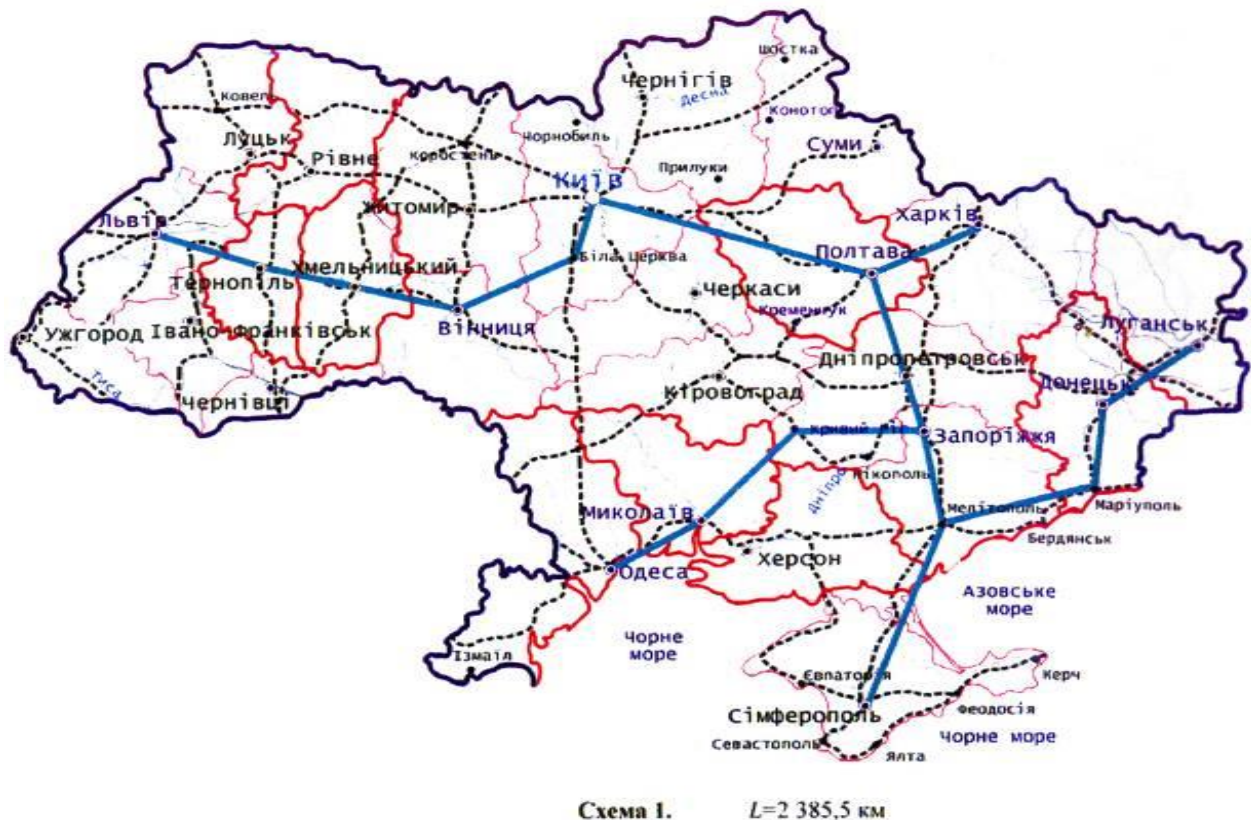 Шостка
Чернігів
Десна
Ковель
Конотоп
Чорнобиль
Луцьк
Суми
Рівне
Коростень
Прилуки
Київ
Житомир
Львів
Харків
Полтава
Біла Церква
Хмельницький
Тернопіль
Черкаси
Кременчук
Вінниця
Луганськ
Ужгород
Івано-Франківськ
Дніпропетровськ
Тиса
Донецьк
Кіровоград
Чернівці
Кривий Ріг
Запоріжжя
Нікополь
Дніпро
Миколаїв
Мелітополь
Маріуполь
Бердянськ
Херсон
Одеса
Азовське
море
Чорне
море
Ізмаїл
Євпаторія
Керч
Сімферополь
Феодосія
Севастополь
Чорне море
Ялта
Схема 1. L=2 385,5 км